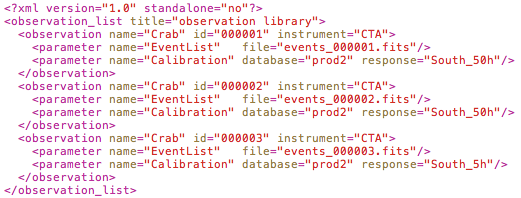 <?xml version="1.0" standalone="no"?>
<observation_list title="observation library">
  <observation name="Crab" id="000001" instrument="CTA">
    <parameter name="EventList"   file="events_000001.fits"/>
    <parameter name="Calibration" database="prod2" response="South_50h"/>
  </observation>
  <observation name="Crab" id="000002" instrument="CTA">
    <parameter name="EventList"   file="events_000002.fits"/>
    <parameter name="Calibration" database="prod2" response="South_50h"/>
  </observation>
  <observation name="Crab" id="000003" instrument="CTA">
    <parameter name="EventList"   file="events_000003.fits"/>
    <parameter name="Calibration" database="prod2" response="South_5h"/>
  </observation>
</observation_list>